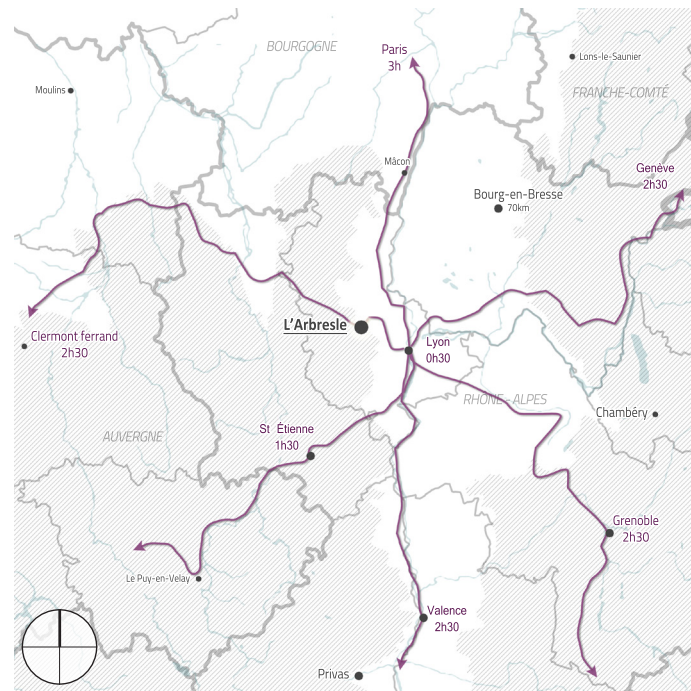 BOURGOGNE
Paris
3h
Lons-le-Saunier
Moulins
FRANCHE-COMTÉ
Mâcon
Genève
2h30
Bourg-en-Bresse
70km
L'Arbresle
Clermont ferrand
2h30
Lyon
0h30
RHÔNE-ALPES
Chambéry
St Étienne
1h30
AUVERGNE
Grenoble
2h30
Le Puy-en-Velay
Valence
2h30
Privas